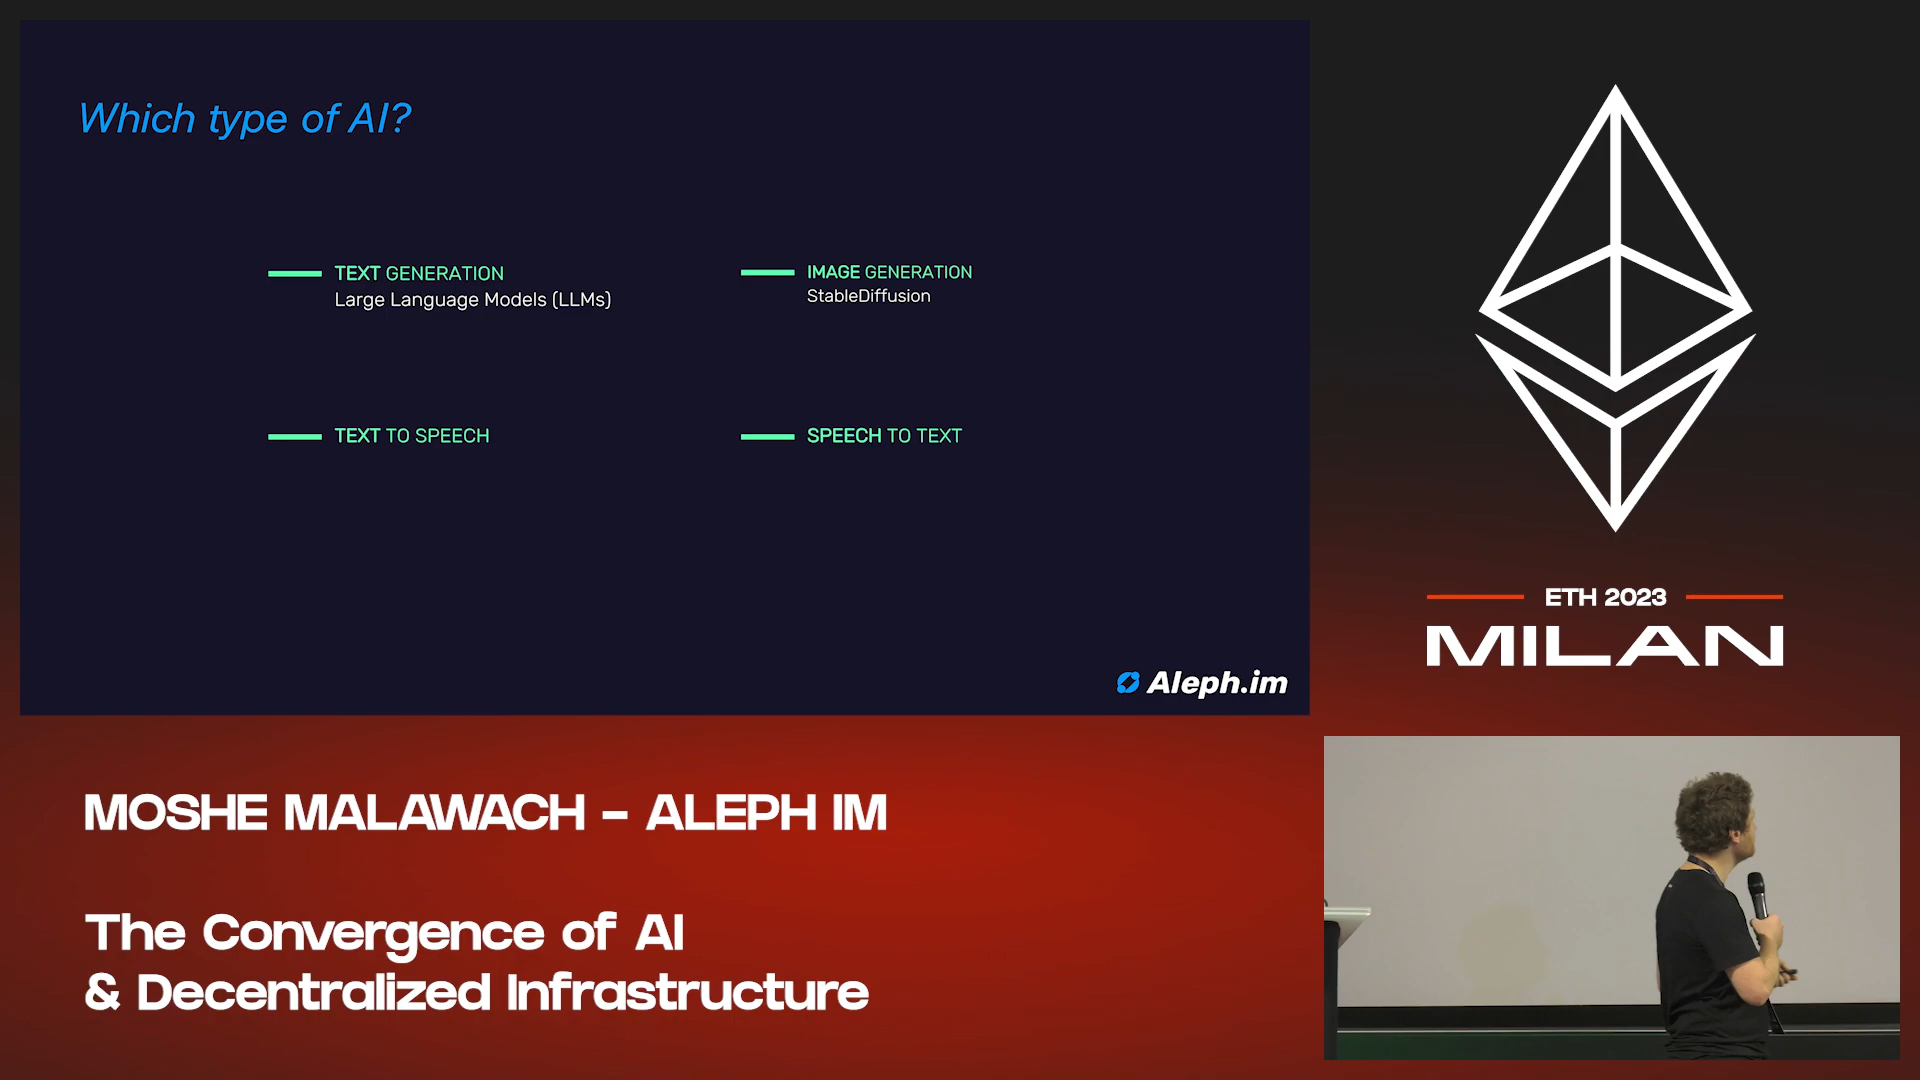 Which type of AI?
TEXT GENERATION
Large Language Models (LLMs)
IMAGE GENERATION
StableDiffusion
TEXT TO SPEECH
SPEECH TO TEXT
Aleph.im
ETH 2023
MILAN
MOSHE MALAWACH – ALEPH IM
The Convergence of AI
& Decentralized Infrastructure